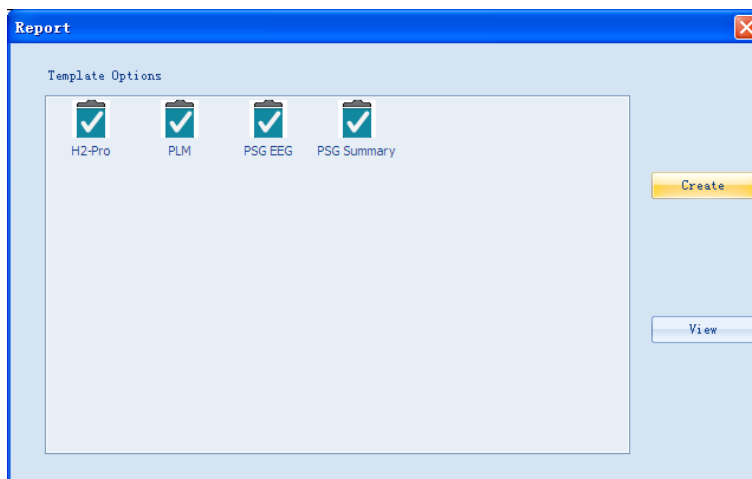 Report
Template Options
H2-Pro PLM PSG EEG PSG Summary
Create
View